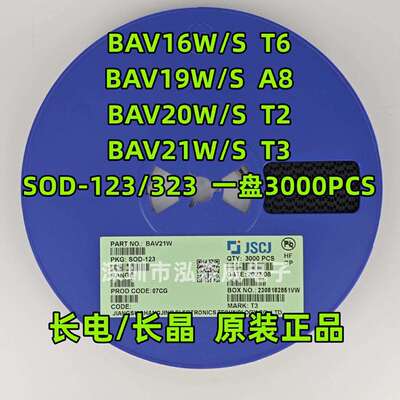 BAV16W/S T6
BAV19W/S A8
BAV20W/S T2
BAV21W/S T3
SOD-123/323 一盘3000PCS
PART NO.: BAV21W
PKG: SOD-123
JSCJ
QTY: 3000 PCS
HF
Pb
PROD CODE: 07CG
CODE:
MARK: T3
长电/长晶 原装正品